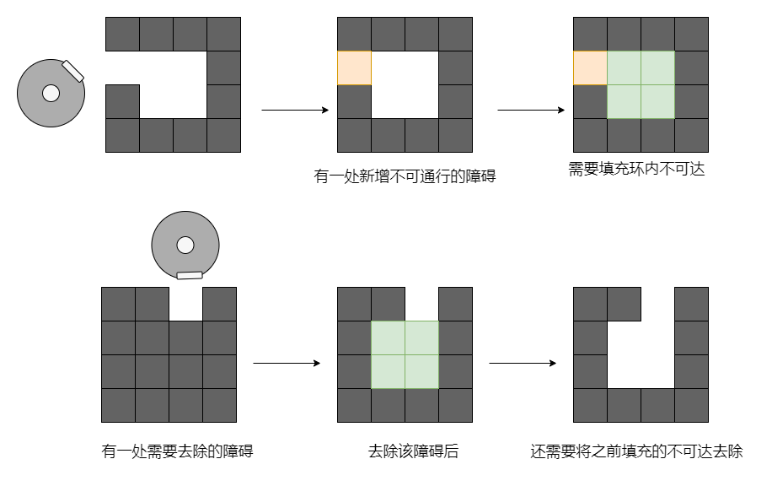 有一处新增不可通行的障碍
需要填充环内不可达
有一处需要去除的障碍
去除该障碍后
还需要将之前填充的不可达去除